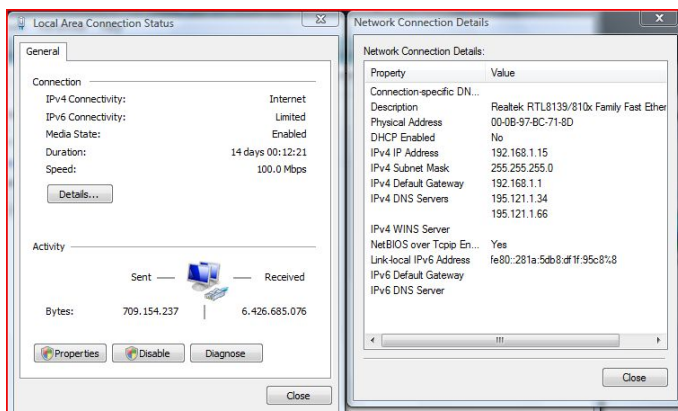 Local Area Connection Status
General
Connection
IPv4 Connectivity: Internet
IPv6 Connectivity: Limited
Media State: Enabled
Duration: 14 days 00:12:21
Speed: 100.0 Mbps
Details...
Activity
Sent Received
Bytes: 709.154.237 6.426.685.076
Properties Disable Diagnose
Close
Network Connection Details
Network Connection Details:
Property Value
Connection-specific DN...
Description Realtek RTL8139/810x Family Fast Ether
Physical Address 00-0B-97-BC-71-8D
DHCP Enabled No
IPv4 IP Address 192.168.1.15
IPv4 Subnet Mask 255.255.255.0
IPv4 Default Gateway 192.168.1.1
IPv4 DNS Servers 195.121.1.34
195.121.1.66
IPv4 WINS Server
NetBIOS over Tcpip En... Yes
Link-local IPv6 Address fe80::281a:5db8:df1f:95c8%8
IPv6 Default Gateway
IPv6 DNS Server
Close